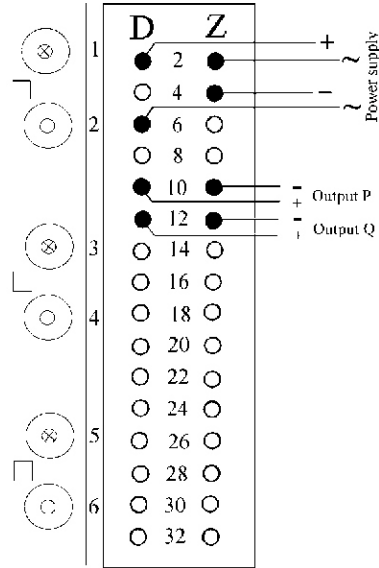 D Z
1 2 +
~
4 −
2 6 ~
Power supply
8
10 − Output P
+
12 − Output Q
+
3 14
16
4 18
20
22
24
5 26
28
6 30
32